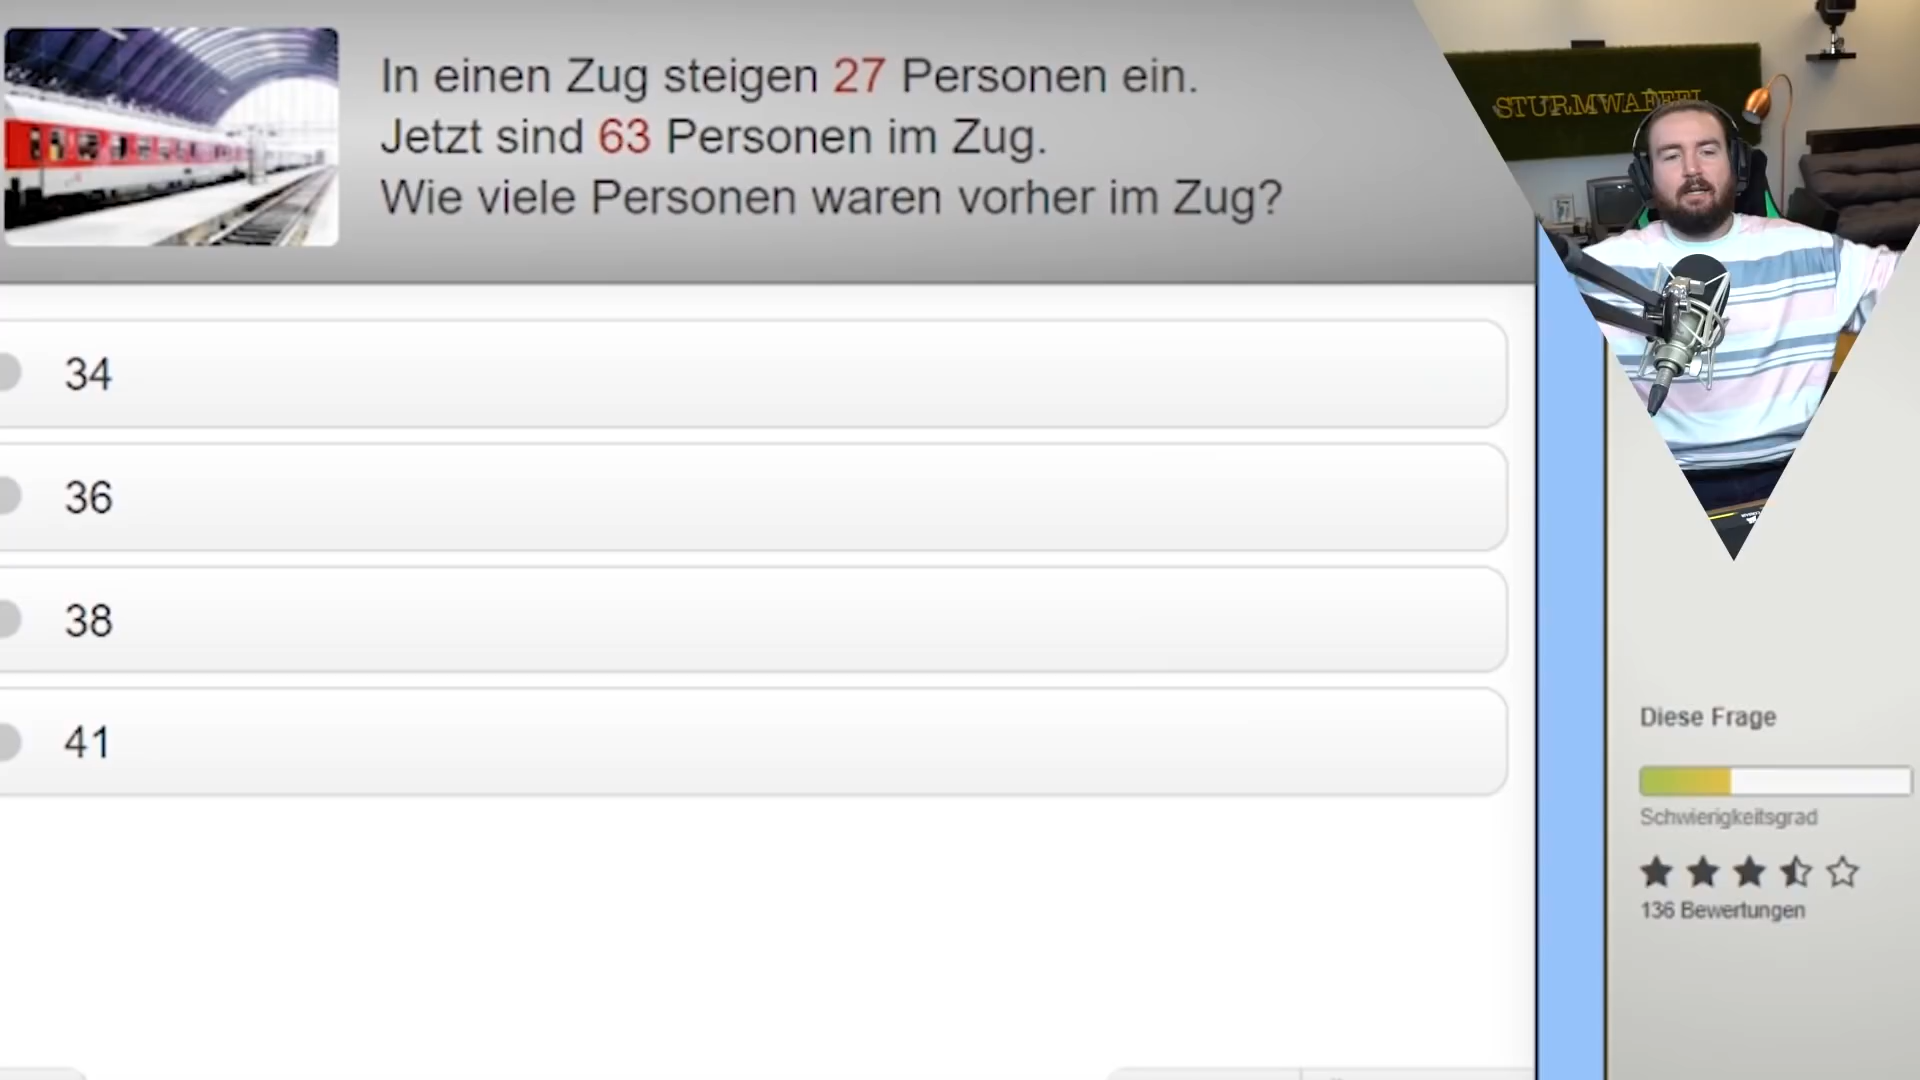 In einen Zug steigen 27 Personen ein.
Jetzt sind 63 Personen im Zug.
Wie viele Personen waren vorher im Zug?
STURMWAFFEL
34
36
38
41
Diese Frage
Schwierigkeitsgrad
136 Bewertungen